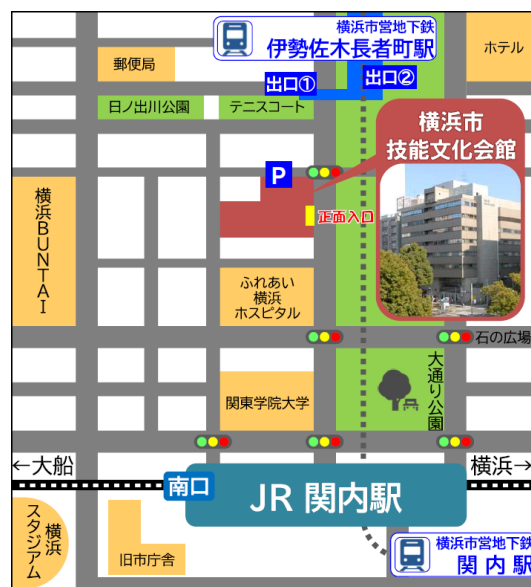 横浜市営地下鉄
伊勢佐木長者町駅
ホテル
郵便局
出口①
出口②
日ノ出川公園
テニスコート
横浜市
技能文化会館
P
正面入口
横浜BUNTAI
ふれあい
横浜
ホスピタル
石の広場
関東学院大学
大通り公園
←大船
横浜→
南口
JR 関内駅
横浜
スタジアム
旧市庁舎
横浜市営地下鉄
関内駅